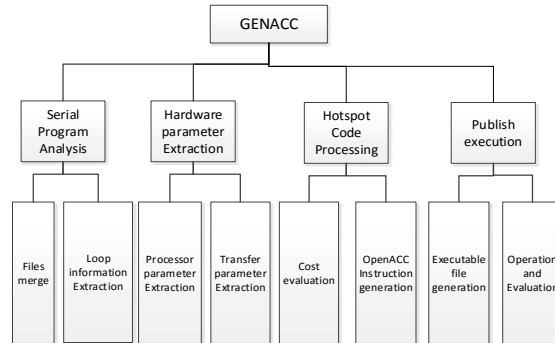 GENACC
Serial
Program
Analysis
Hardware
parameter
Extraction
Hotspot
Code
Processing
Publish
execution
Files
merge
Loop
information
Extraction
Processor
parameter
Extraction
Transfer
parameter
Extraction
Cost
evaluation
OpenACC
Instruction
generation
Executable
file
generation
Operation
and
Evaluation